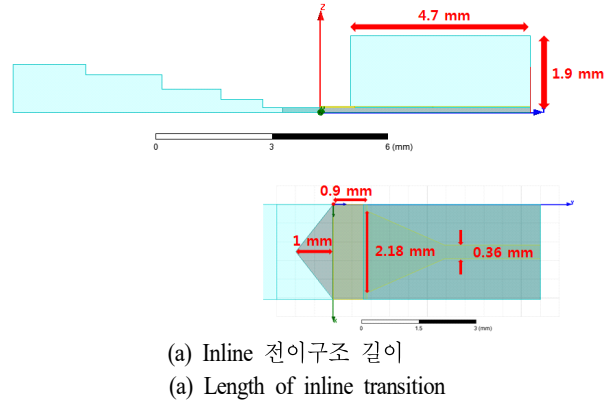 z
4.7 mm
1.9 mm
0 3 6 (mm)
0.9 mm
y
1 mm
2.18 mm
0.36 mm
x
0 1.5 3 (mm)
(a) Inline 전이구조 길이
(a) Length of inline transition